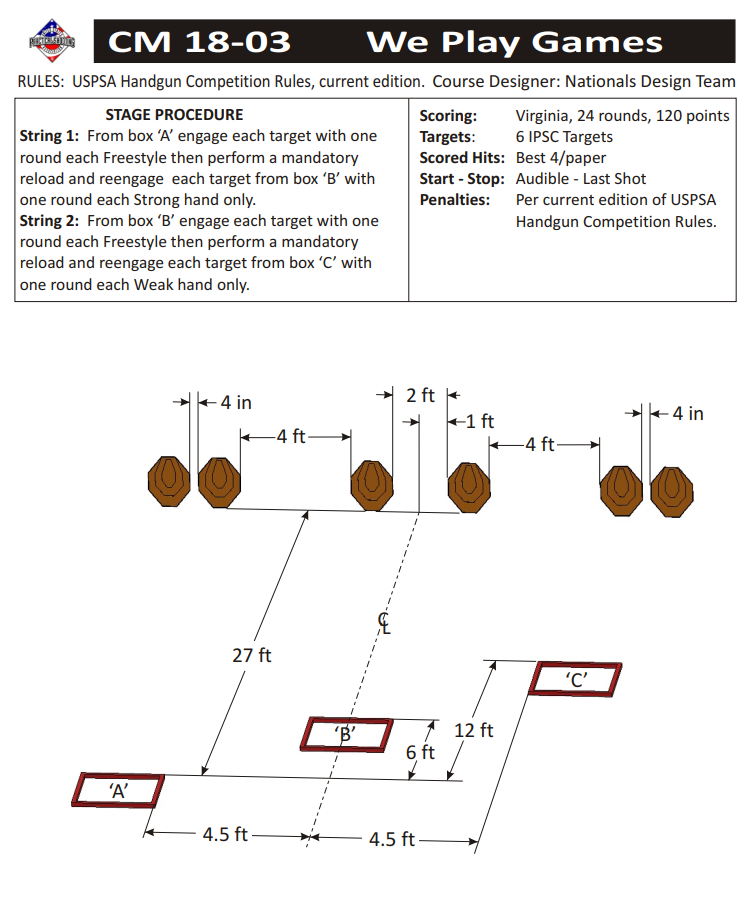 CM 18-03 We Play Games
RULES: USPSA Handgun Competition Rules, current edition. Course Designer: Nationals Design Team
STAGE PROCEDURE
String 1: From box ‘A’ engage each target with one
round each Freestyle then perform a mandatory
reload and reengage each target from box ‘B’ with
one round each Strong hand only.
String 2: From box ‘B’ engage each target with one
round each Freestyle then perform a mandatory
reload and reengage each target from box ‘C’ with
one round each Weak hand only.
Scoring: Virginia, 24 rounds, 120 points
Targets: 6 IPSC Targets
Scored Hits: Best 4/paper
Start - Stop: Audible - Last Shot
Penalties: Per current edition of USPSA
Handgun Competition Rules.
2 ft
4 in
4 in
1 ft
4 ft
4 ft
CL
27 ft
‘C’
12 ft
‘B’
6 ft
‘A’
4.5 ft
4.5 ft